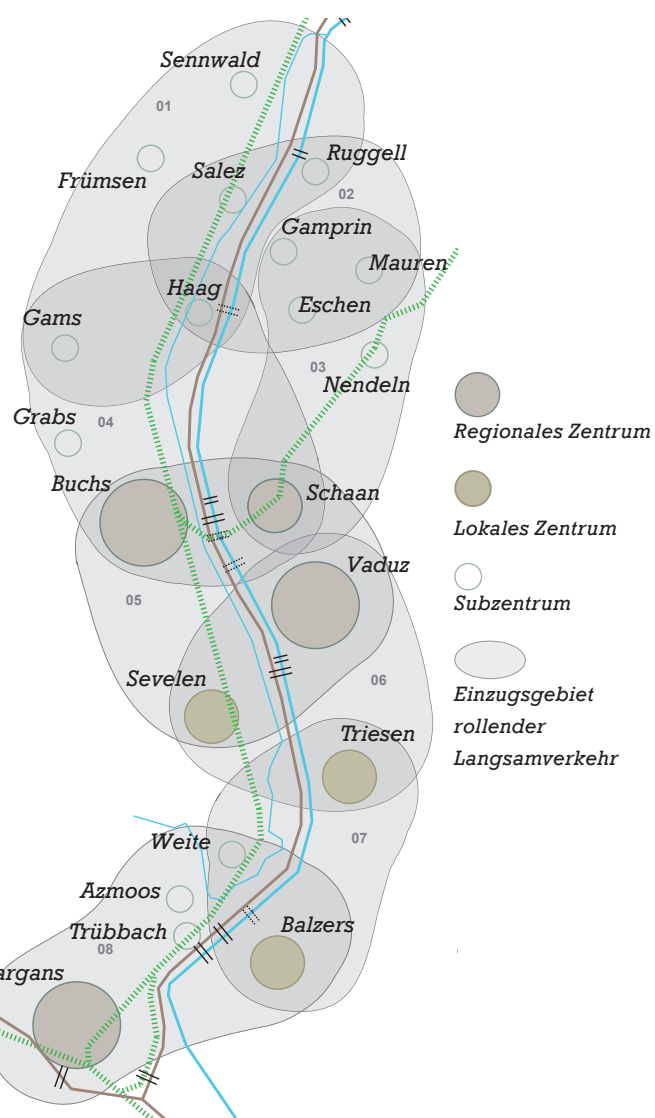 Sennwald
01
Ruggell
Frümsen
Salez
02
Gamprin
Mauren
Haag
Eschen
Gams
03
Nendeln
Grabs
04
Regionales Zentrum
Buchs
Schaan
Lokales Zentrum
Vaduz
05
Subzentrum
Sevelen
06
Einzugsgebiet
rollender
Langsamverkehr
Triesen
Weite
07
Azmoos
Trübbach
Balzers
08
argans